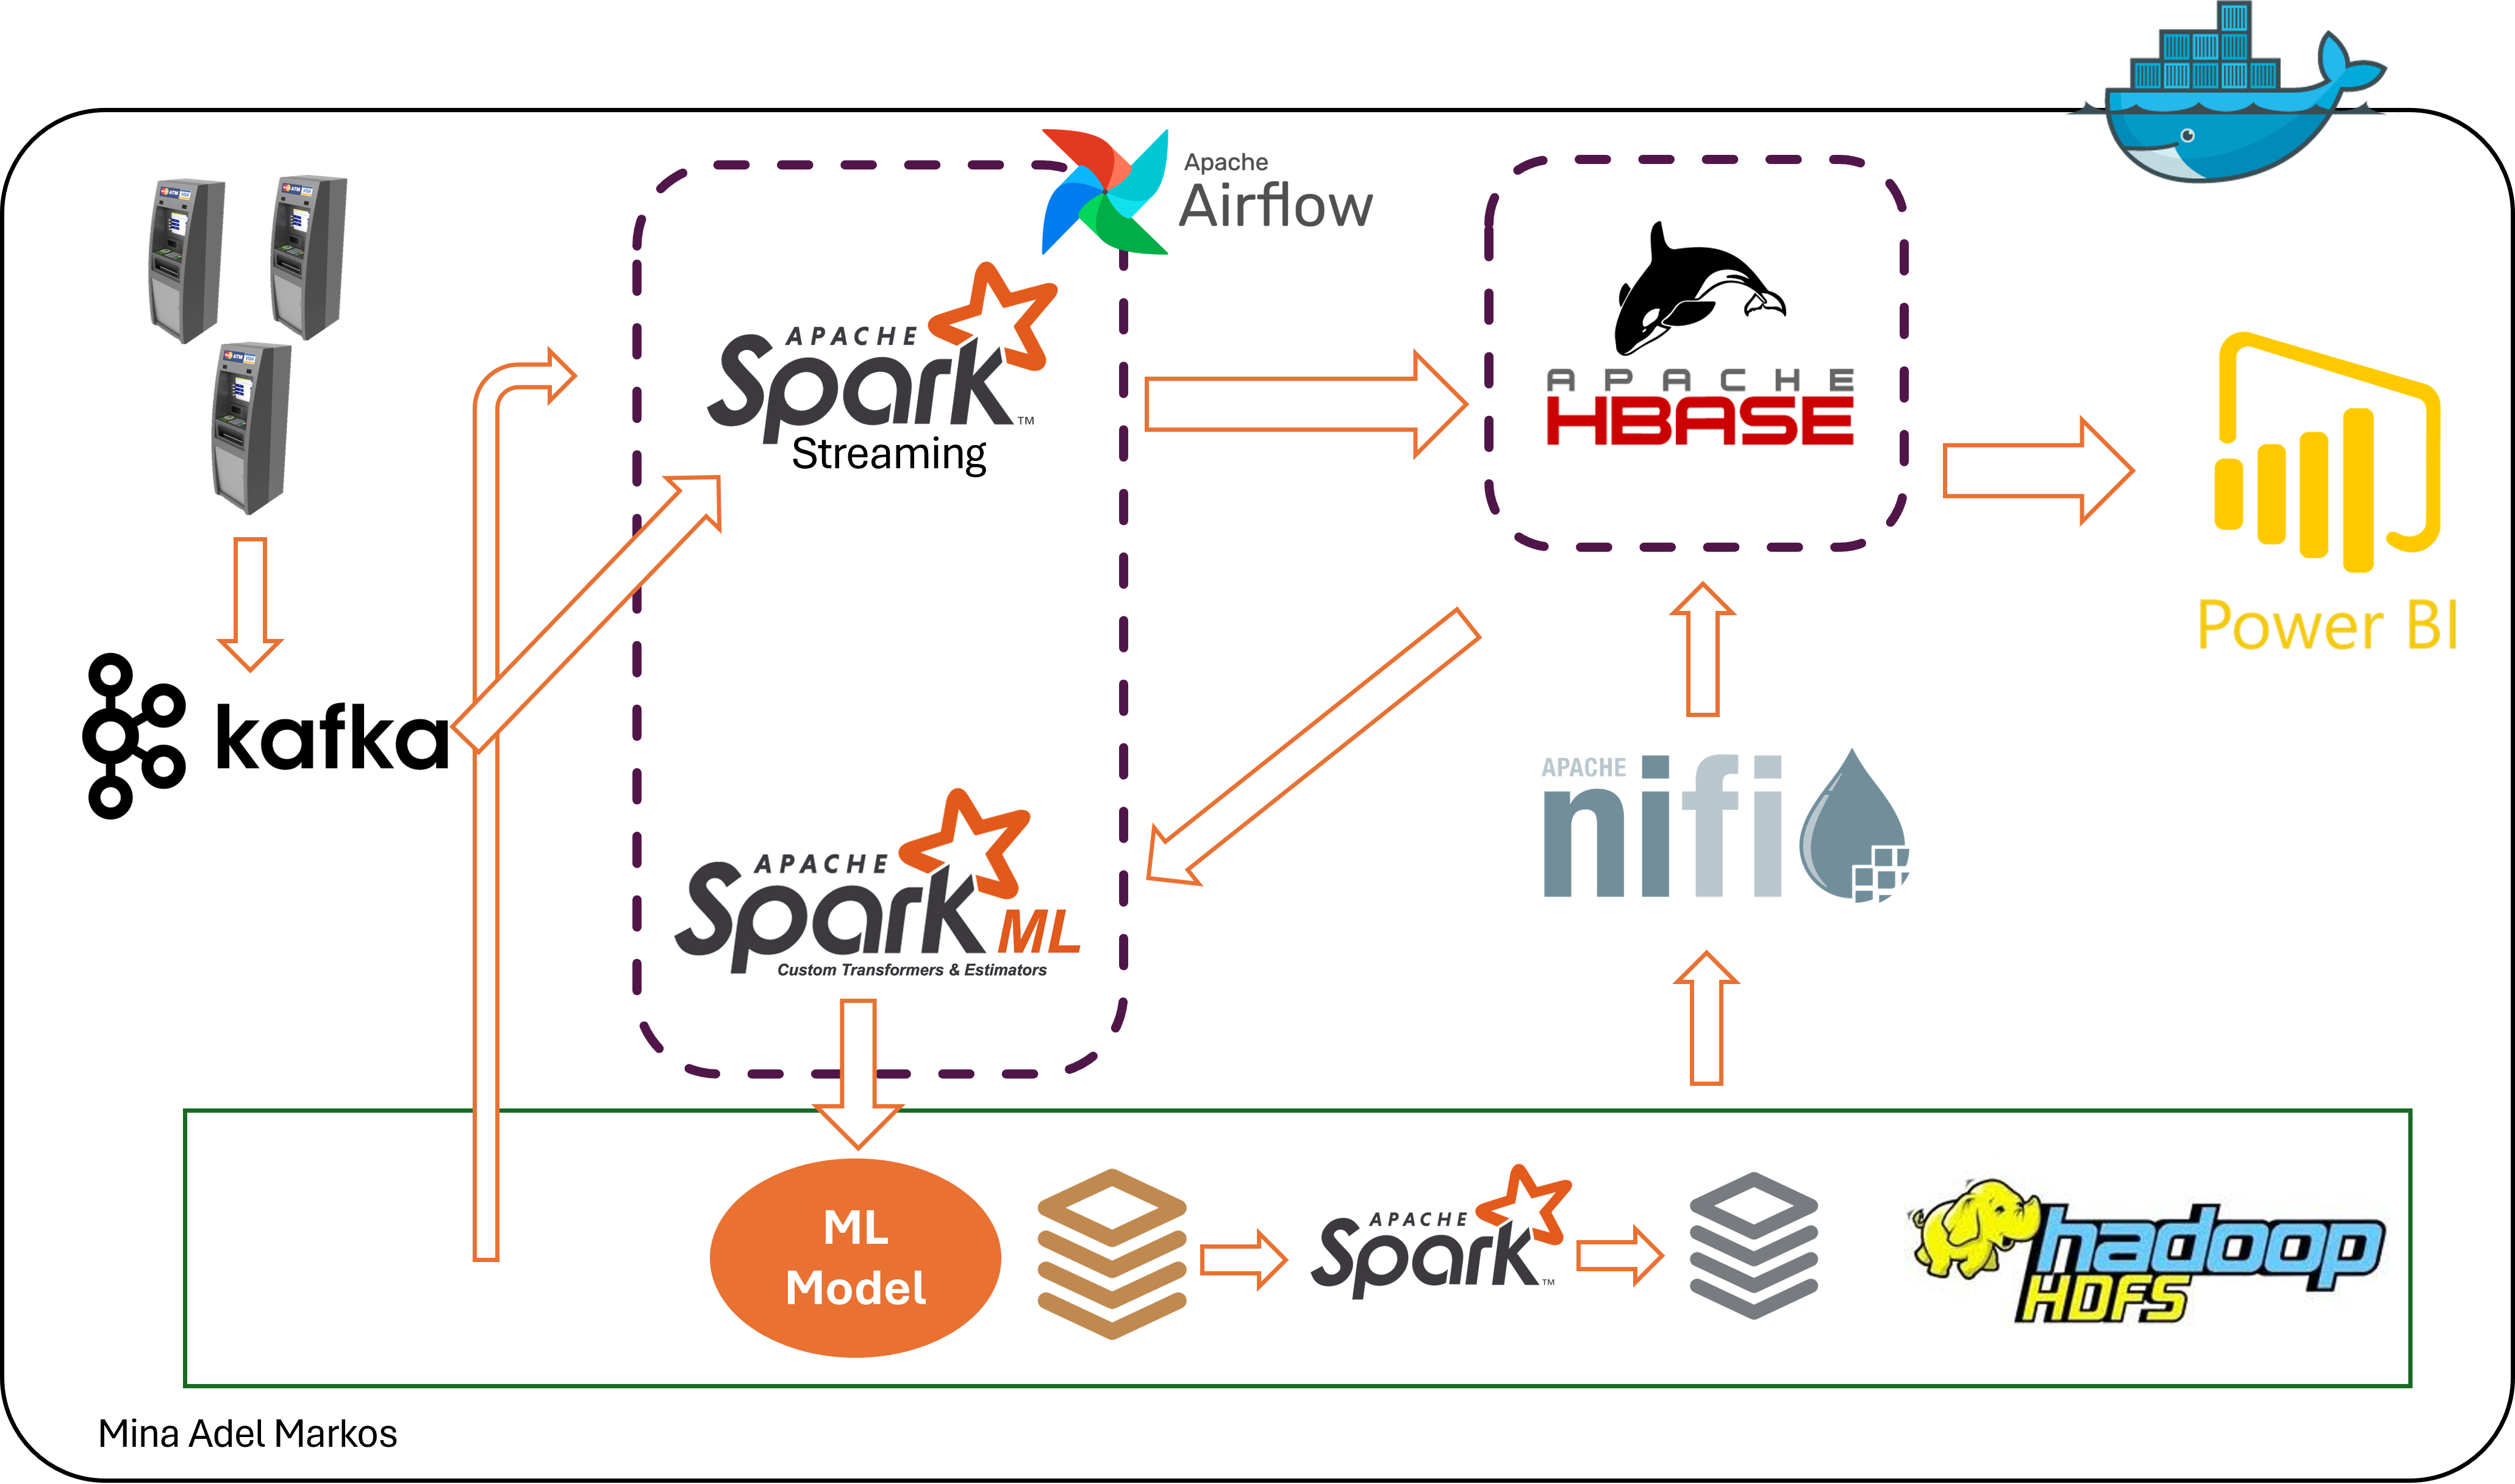 Apache
Airflow
APACHE
Spark™
Streaming
APACHE
HBASE
Power BI
kafka
APACHE
nifi
APACHE
Spark ML
Custom Transformers & Estimators
ML
Model
APACHE
Spark™
hadoop
HDFS
Mina Adel Markos